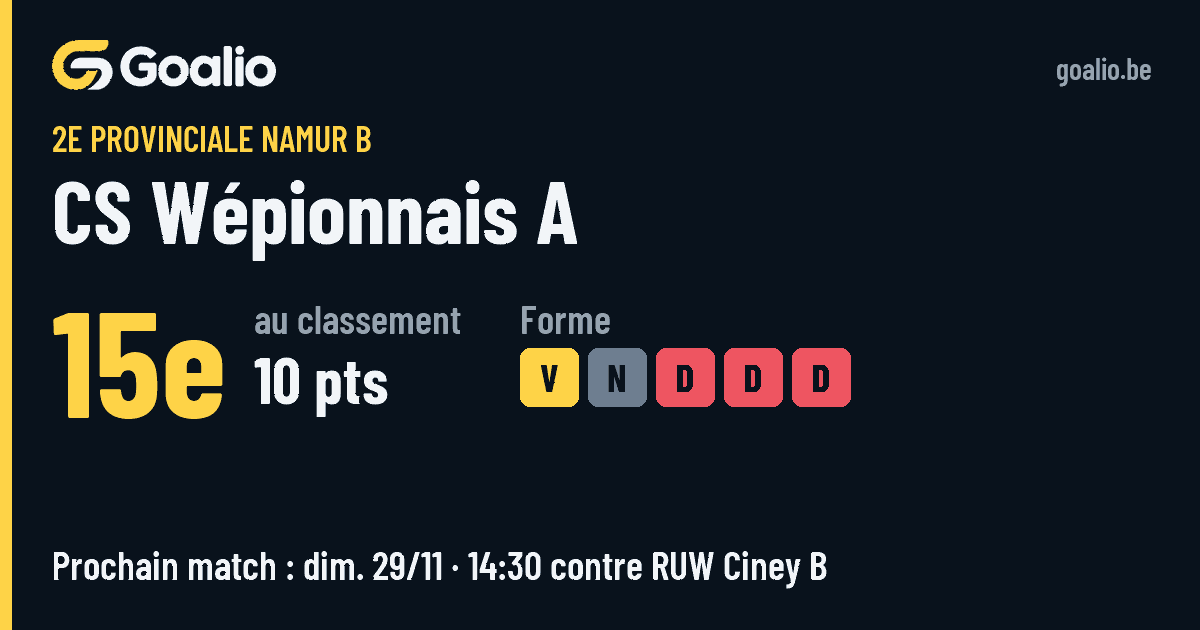 Goalio
goalio.be
2E PROVINCIALE NAMUR B
CS Wépionnais A
15e
au classement
10 pts
Forme
V N D D D
Prochain match : dim. 29/11 · 14:30 contre RUW Ciney B